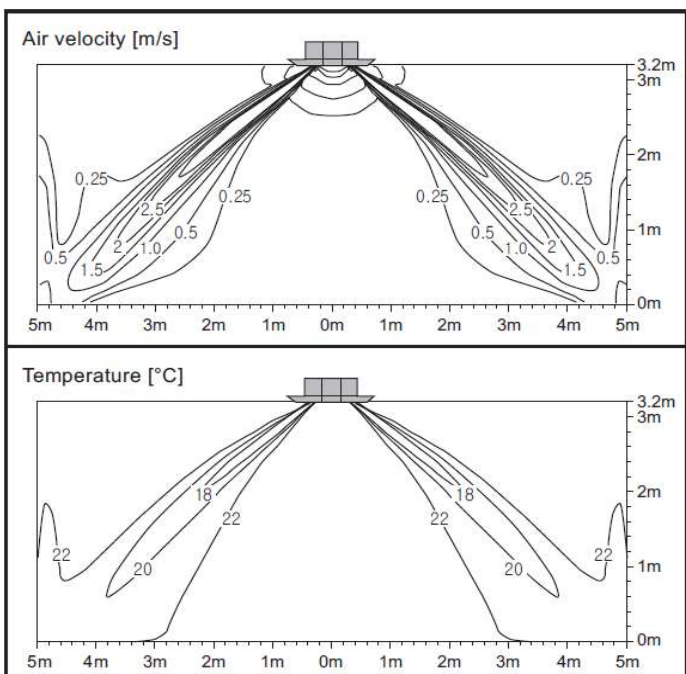 Air velocity [m/s]
3.2m
3m
2m
0.25 0.25
0.25 0.25
2.5 2.5
1m
0.5 0.5
2 1.0 1.0 2
0.5 0.5
1.5 1.5
0m
5m 4m 3m 2m 1m 0m 1m 2m 3m 4m 5m
Temperature [°C]
3.2m
3m
2m
18 18
22 22
22 22
1m
20 20
0m
5m 4m 3m 2m 1m 0m 1m 2m 3m 4m 5m